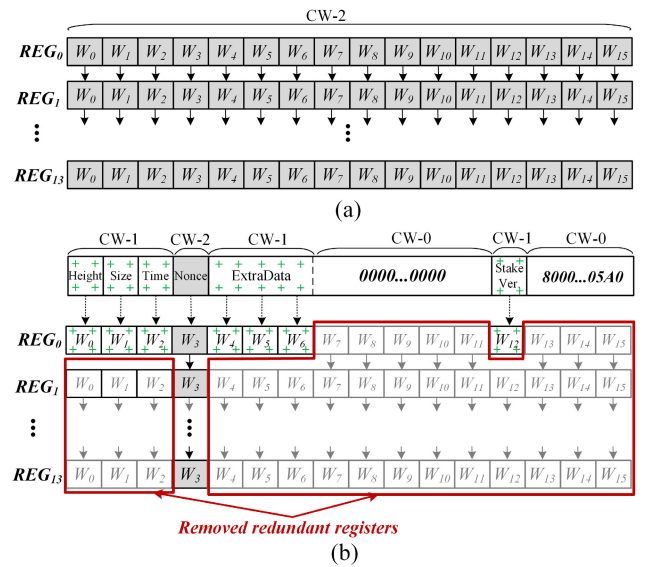 CW-2
REG0 W0 W1 W2 W3 W4 W5 W6 W7 W8 W9 W10 W11 W12 W13 W14 W15
REG1 W0 W1 W2 W3 W4 W5 W6 W7 W8 W9 W10 W11 W12 W13 W14 W15
REG13 W0 W1 W2 W3 W4 W5 W6 W7 W8 W9 W10 W11 W12 W13 W14 W15
(a)
CW-1 CW-2 CW-1 CW-0 CW-1 CW-0
Height Size Time Nonce ExtraData 0000...0000 Stake Ver. 8000...05A0
REG0 W0 W1 W2 W3 W4 W5 W6 W7 W8 W9 W10 W11 W12 W13 W14 W15
REG1 W0 W1 W2 W3 W4 W5 W6 W7 W8 W9 W10 W11 W12 W13 W14 W15
REG13 W0 W1 W2 W3 W4 W5 W6 W7 W8 W9 W10 W11 W12 W13 W14 W15
Removed redundant registers
(b)